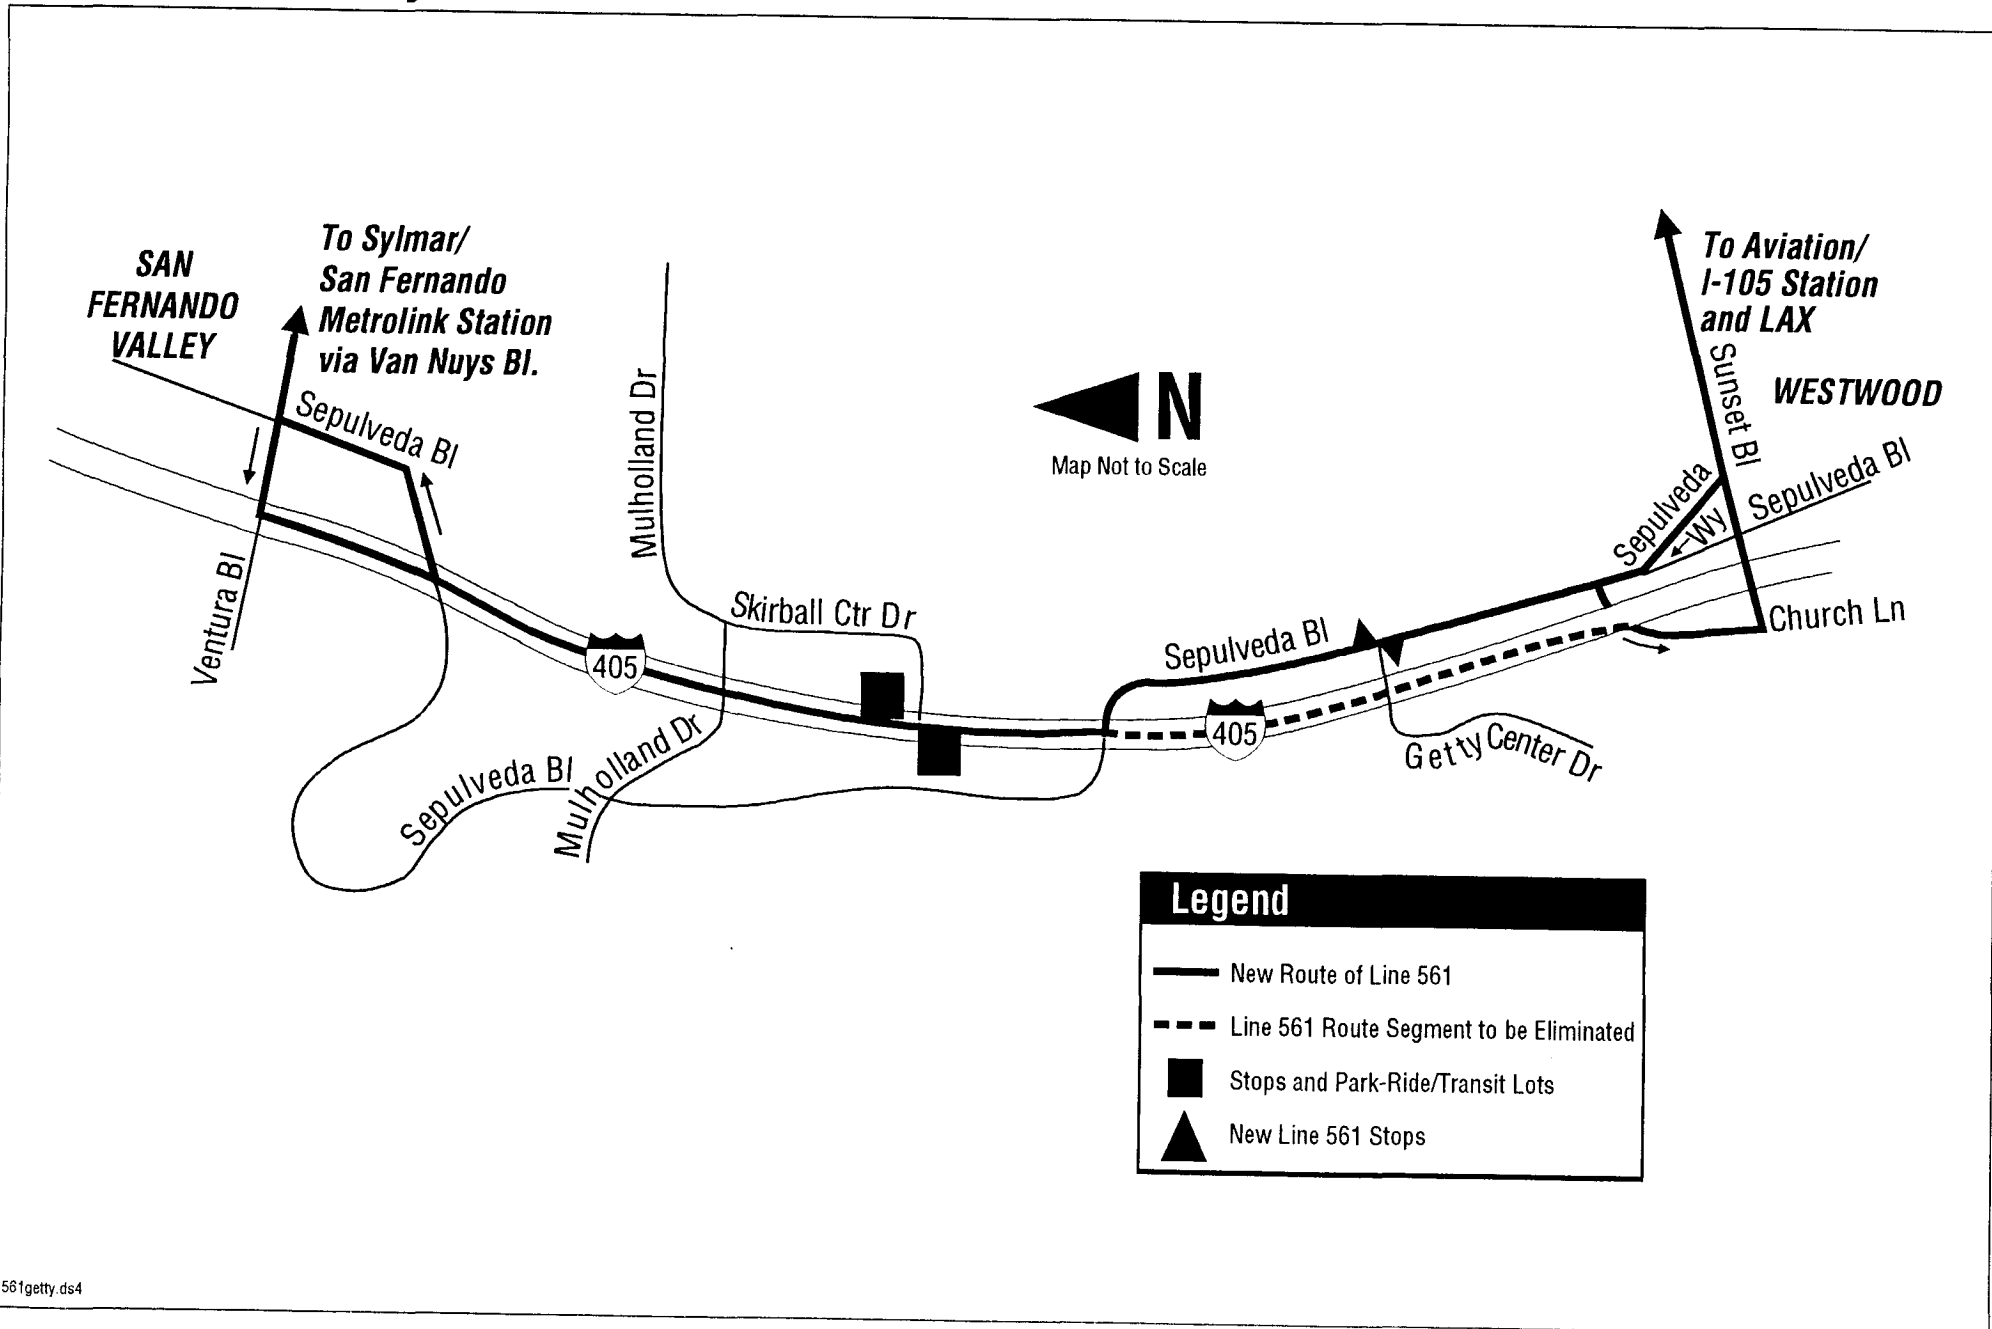 SAN
FERNANDO
VALLEY
To Sylmar/
San Fernando
Metrolink Station
via Van Nuys Bl.
Sepulveda Bl
Ventura Bl
Mulholland Dr
Skirball Ctr Dr
405
Sepulveda Bl
Mulholland Dr
N
Map Not to Scale
Sepulveda Bl
405
Getty Center Dr
To Aviation/
I-105 Station
and LAX
Sunset Bl
WESTWOOD
Sepulveda
Wy
Sepulveda Bl
Church Ln
Legend
New Route of Line 561
Line 561 Route Segment to be Eliminated
Stops and Park-Ride/Transit Lots
New Line 561 Stops
561getty.ds4